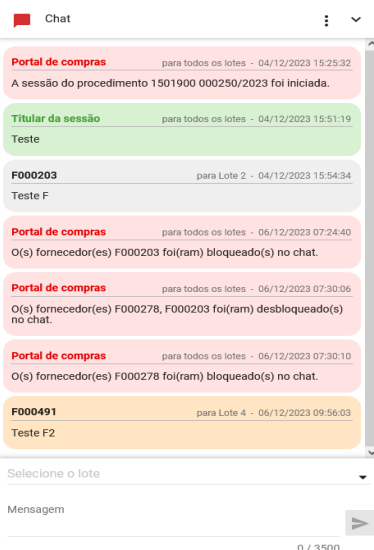 Chat
Portal de compras para todos os lotes - 04/12/2023 15:25:32
A sessão do procedimento 1501900 000250/2023 foi iniciada.
Titular da sessão para todos os lotes - 04/12/2023 15:51:19
Teste
F000203 para Lote 2 - 04/12/2023 15:54:34
Teste F
Portal de compras para todos os lotes - 06/12/2023 07:24:40
O(s) fornecedor(es) F000203 foi(ram) bloqueado(s) no chat.
Portal de compras para todos os lotes - 06/12/2023 07:30:06
O(s) fornecedor(es) F000278, F000203 foi(ram) desbloqueado(s)
no chat.
Portal de compras para todos os lotes - 06/12/2023 07:30:10
O(s) fornecedor(es) F000278 foi(ram) bloqueado(s) no chat.
F000491 para Lote 4 - 06/12/2023 09:56:03
Teste F2
Selecione o lote
Mensagem
0 / 3500